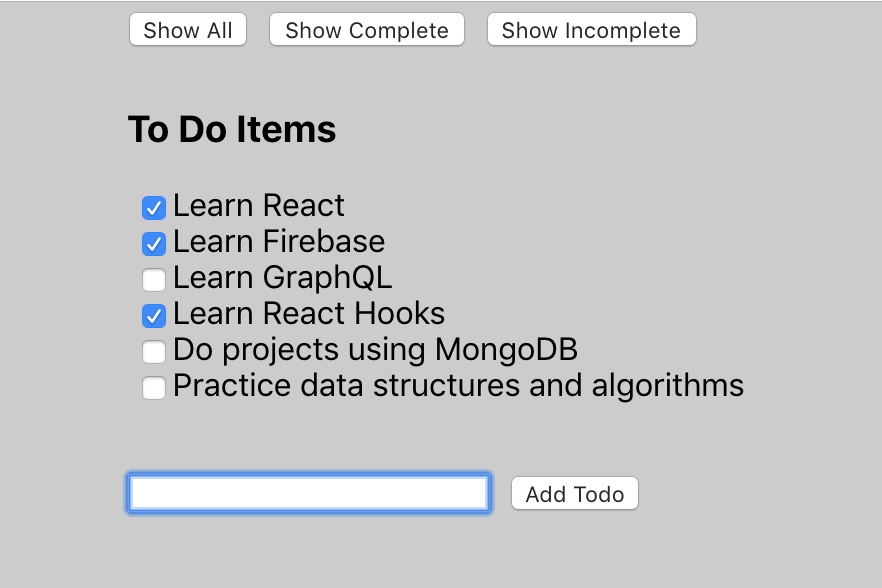 Show All Show Complete Show Incomplete
To Do Items
Learn React
Learn Firebase
Learn GraphQL
Learn React Hooks
Do projects using MongoDB
Practice data structures and algorithms
Add Todo